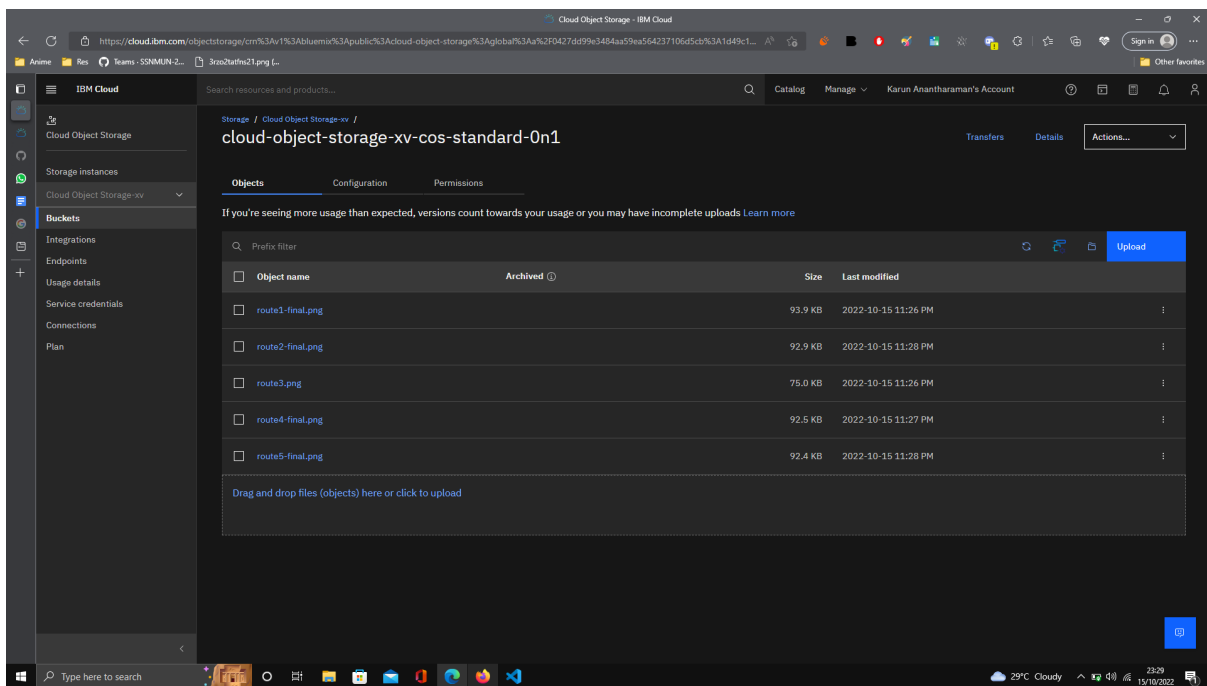 Cloud Object Storage - IBM Cloud
https://cloud.ibm.com/objectstorage/crn%3Av1%3Abluemix%3Apublic%3Acloud-object-storage%3Aglobal%3Aa%2F0427dd99e3484aa59ea564237106d5cb%3A1d49c1...
Sign in
Anime Res Teams - SSNMUN-2... 3rzo2tatfns21.png (... Other favorites
IBM Cloud Search resources and products... Catalog Manage Karun Anantharaman's Account
Cloud Object Storage
Storage instances
Cloud Object Storage-xv
Buckets
Integrations
Endpoints
Usage details
Service credentials
Connections
Plan
Storage / Cloud Object Storage-xv /
cloud-object-storage-xv-cos-standard-0n1
Transfers Details Actions...
Objects Configuration Permissions
If you're seeing more usage than expected, versions count towards your usage or you may have incomplete uploads Learn more
Prefix filter Upload
Object name Archived Size Last modified
route1-final.png 93.9 KB 2022-10-15 11:26 PM
route2-final.png 92.9 KB 2022-10-15 11:28 PM
route3.png 75.0 KB 2022-10-15 11:26 PM
route4-final.png 92.5 KB 2022-10-15 11:27 PM
route5-final.png 92.4 KB 2022-10-15 11:28 PM
Drag and drop files (objects) here or click to upload
Type here to search
29°C Cloudy
23:29
15/10/2022